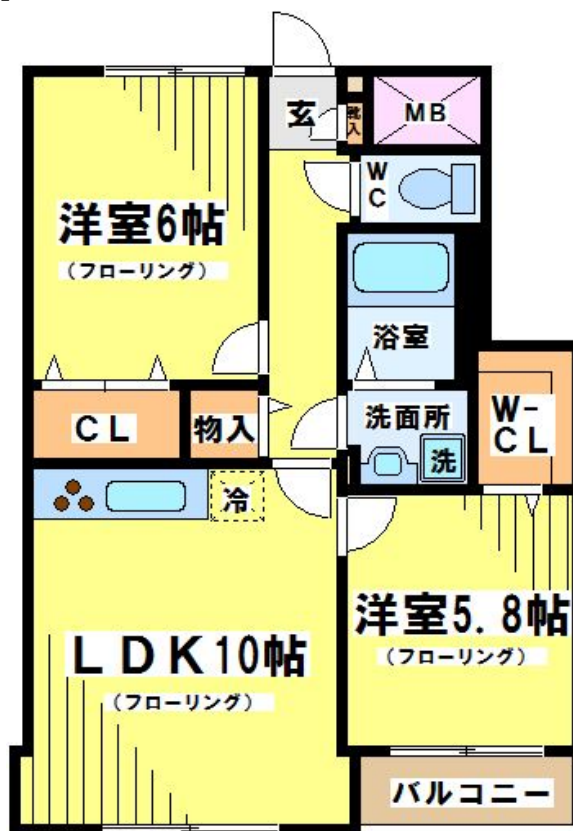 玄
靴入
MB
WC
洋室6帖
(フローリング)
浴室
CL
物入
洗面所
洗
W-CL
冷
LDK10帖
(フローリング)
洋室5.8帖
(フローリング)
バルコニー